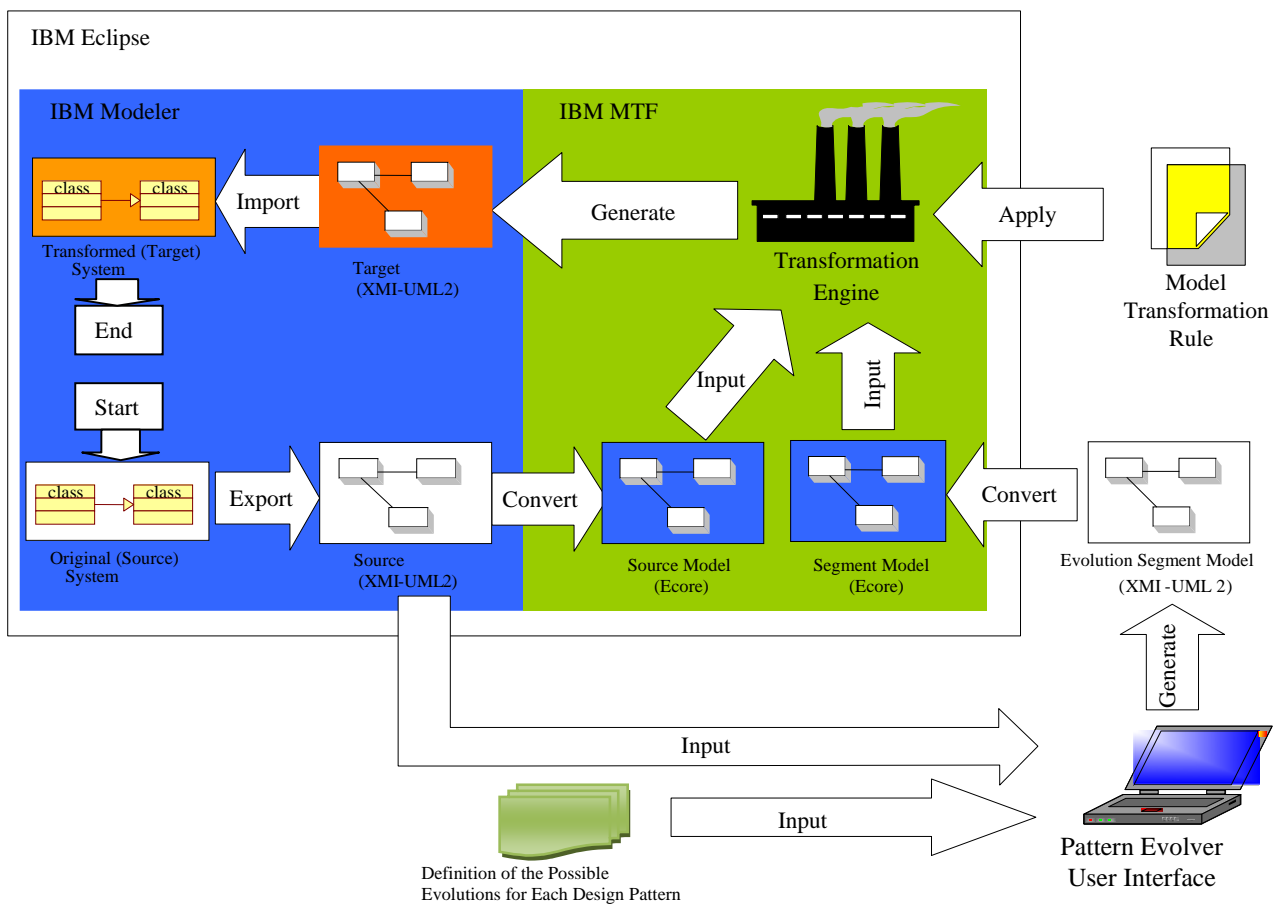 IBM Eclipse
IBM Modeler
IBM MTF
class
class
Import
Generate
Apply
Transformed (Target)
System
Target
(XMI-UML2)
Transformation
Engine
Model
Transformation
Rule
End
Start
Input
Input
class
class
Export
Convert
Convert
Original (Source)
System
Source
(XMI-UML2)
Source Model
(Ecore)
Segment Model
(Ecore)
Evolution Segment Model
(XMI -UML 2)
Generate
Input
Input
Definition of the Possible
Evolutions for Each Design Pattern
Pattern Evolver
User Interface